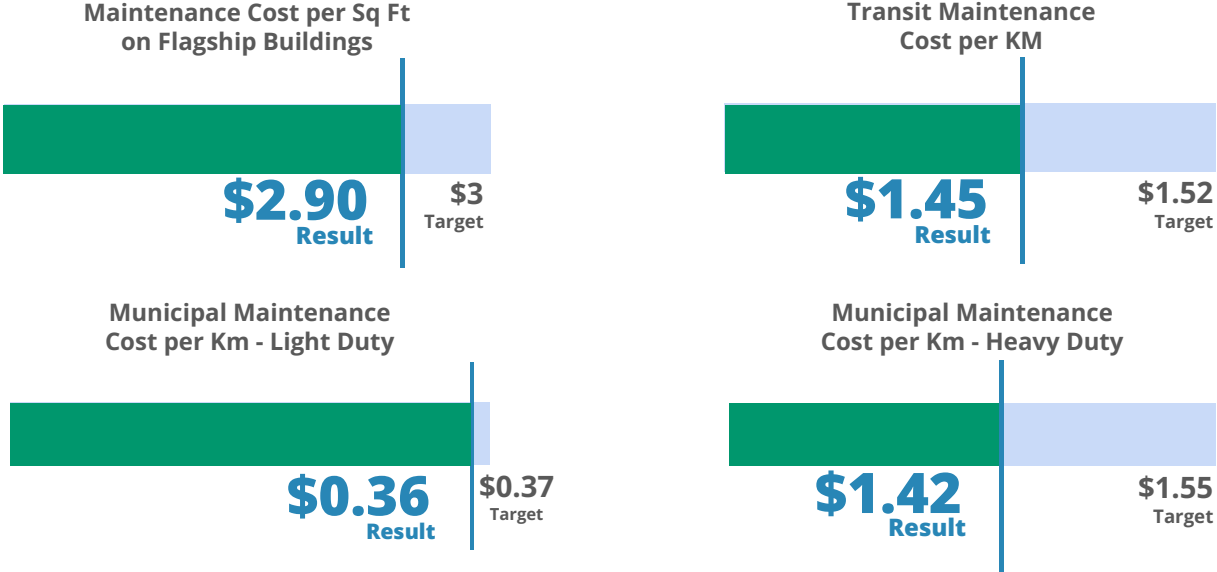 Maintenance Cost per Sq Ft
on Flagship Buildings
$2.90
Result
$3
Target
Transit Maintenance
Cost per KM
$1.45
Result
$1.52
Target
Municipal Maintenance
Cost per Km - Light Duty
$0.36
Result
$0.37
Target
Municipal Maintenance
Cost per Km - Heavy Duty
$1.42
Result
$1.55
Target